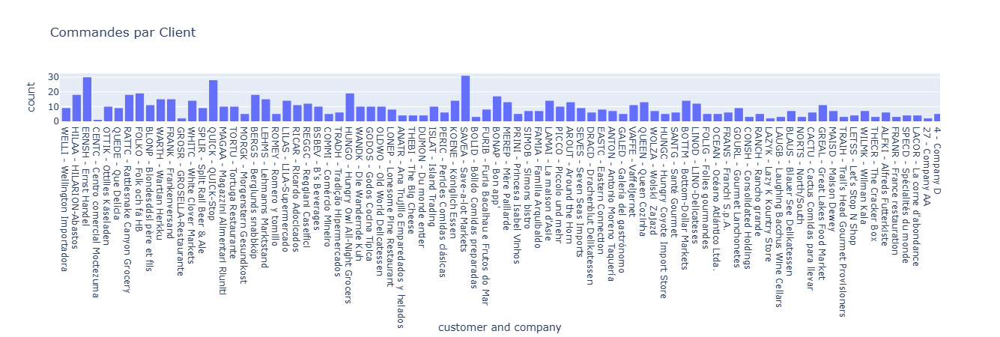 Commandes par Client
count
30
20
10
0
WELLI - Wellington Importadora
HILAA - HILARION-Abastos
ERNSH - Ernst Handel
CENTC - Centro comercial Moctezuma
OTTIK - Ottilies Käseladen
QUEDE - Que Delícia
RATTC - Rattlesnake Canyon Grocery
FOLKO - Folk och fä HB
BLONP - Blondesddsl père et fils
WARTH - Wartian Herkku
FRANK - Frankenversand
GROSR - GROSELLA-Restaurante
WHITC - White Clover Markets
SPLIR - Split Rail Beer & Ale
QUICK - QUICK-Stop
MAGAA - Magazzini Alimentari Riuniti
TORTU - Tortuga Restaurante
MORGK - Morgenstern Gesundkost
BERGS - Berglunds snabbköp
LEHMS - Lehmanns Marktstand
ROMEY - Romero y tomillo
LILAS - LILA-Supermercado
RICAR - Ricardo Adocicados
REGGC - Reggiani Caseifici
BSBEV - B's Beverages
COMMI - Comércio Mineiro
TRADH - Tradição Hipermercados
HUNGO - Hungry Owl All-Night Grocers
WANDK - Die Wandernde Kuh
GODOS - Godos Cocina Típica
OLDWO - Old World Delicatessen
LONEP - Lonesome Pine Restaurant
ANATR - Ana Trujillo Emparedados y helados
THEBI - The Big Cheese
DUMON - Du monde entier
ISLAT - Island Trading
PERIC - Pericles Comidas clásicas
KOENE - Königlich Essen
SAVEA - Save-a-lot Markets
BOLID - Bólido Comidas preparadas
FURIB - Furia Bacalhau e Frutos do Mar
BONAP - Bon app'
MEREP - Mère Paillarde
PRINI - Princesa Isabel Vinhos
SIMOB - Simons bistro
FAMIA - Familia Arquibaldo
LAMAI - La maison d'Asie
PICCO - Piccolo und mehr
AROUT - Around the Horn
SEVES - Seven Seas Imports
DRACD - Drachenblut Delikatessen
EASTC - Eastern Connection
ANTON - Antonio Moreno Taquería
GALED - Galería del gastrónomo
VAFFE - Vaffeljernet
QUEEN - Queen Cozinha
WOLZA - Wolski  Zajazd
HUNGC - Hungry Coyote Import Store
SANTG - Santé Gourmet
BOTTM - Bottom-Dollar Markets
LINOD - LINO-Delicateses
FOLIG - Folies gourmandes
OCEAN - Océano Atlántico Ltda.
FRANS - Franchi S.p.A.
GOURL - Gourmet Lanchonetes
CONSH - Consolidated Holdings
RANCH - Rancho grande
LAZYK - Lazy K Kountry Store
LAUGB - Laughing Bacchus Wine Cellars
BLAUS - Blauer See Delikatessen
NORTS - North/South
CACTU - Cactus Comidas para llevar
GREAL - Great Lakes Food Market
MAISD - Maison Dewey
TRAIH - Trail's Head Gourmet Provisioners
LETSS - Let's Stop N Shop
WILMK - Wilman Kala
THECR - The Cracker Box
ALFKI - Alfreds Futterkiste
FRANR - France restauration
SPECD - Spécialités du monde
LACOR - La corne d'abondance
27 - Company AA
4 - Company D
customer and company